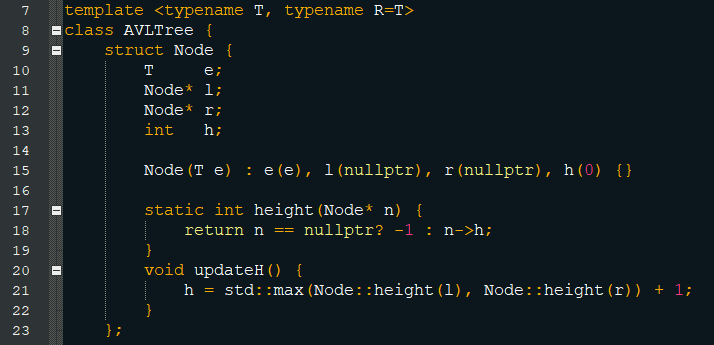 7 template <typename T, typename R=T>
8 class AVLTree {
9     struct Node {
10         T     e;
11         Node* l;
12         Node* r;
13         int   h;
14
15         Node(T e) : e(e), l(nullptr), r(nullptr), h(0) {}
16
17         static int height(Node* n) {
18             return n == nullptr? -1 : n->h;
19         }
20         void updateH() {
21             h = std::max(Node::height(l), Node::height(r)) + 1;
22         }
23     };